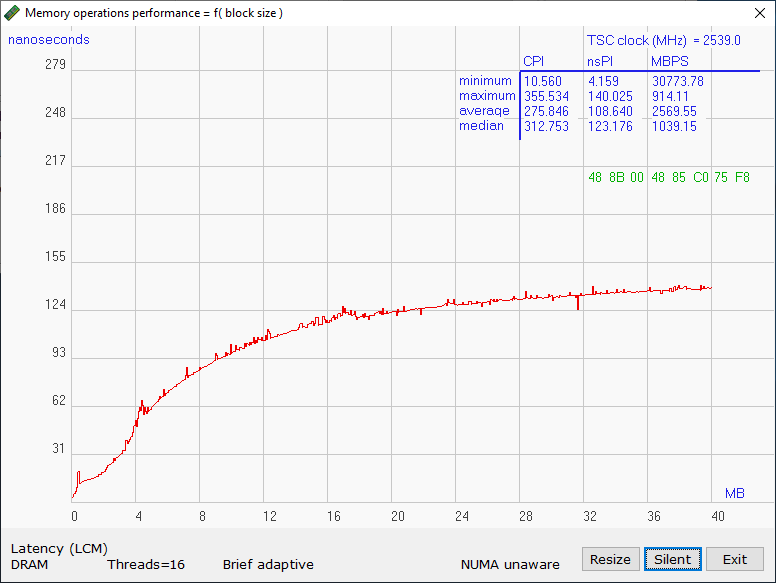 Memory operations performance = f( block size )
nanoseconds
TSC clock (MHz) = 2539.0
CPI nsPI MBPS
minimum 10.560 4.159 30773.78
maximum 355.534 140.025 914.11
average 275.846 108.640 2569.55
median 312.753 123.176 1039.15
48 8B 00 48 85 C0 75 F8
279
248
217
186
155
124
93
62
31
MB
0 4 8 12 16 20 24 28 32 36 40
Latency (LCM)
DRAM Threads=16 Brief adaptive NUMA unaware
Resize Silent Exit